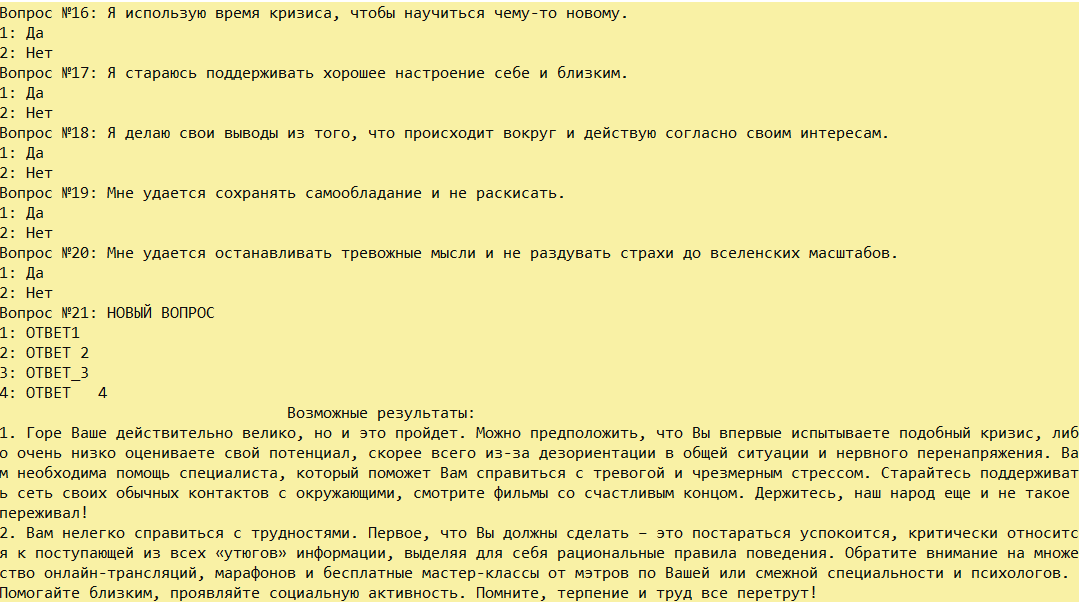 Вопрос №16: Я использую время кризиса, чтобы научиться чему-то новому.
1: Да
2: Нет
Вопрос №17: Я стараюсь поддерживать хорошее настроение себе и близким.
1: Да
2: Нет
Вопрос №18: Я делаю свои выводы из того, что происходит вокруг и действую согласно своим интересам.
1: Да
2: Нет
Вопрос №19: Мне удается сохранять самообладание и не раскисать.
1: Да
2: Нет
Вопрос №20: Мне удается останавливать тревожные мысли и не раздувать страхи до вселенских масштабов.
1: Да
2: Нет
Вопрос №21: НОВЫЙ ВОПРОС
1: ОТВЕТ1
2: ОТВЕТ 2
3: ОТВЕТ_3
4: ОТВЕТ   4
Возможные результаты:
1. Горе Ваше действительно велико, но и это пройдет. Можно предположить, что Вы впервые испытываете подобный кризис, либ
о очень низко оцениваете свой потенциал, скорее всего из-за дезориентации в общей ситуации и нервного перенапряжения. Ва
м необходима помощь специалиста, который поможет Вам справиться с тревогой и чрезмерным стрессом. Старайтесь поддерживат
ь сеть своих обычных контактов с окружающими, смотрите фильмы со счастливым концом. Держитесь, наш народ еще и не такое
переживал!
2. Вам нелегко справиться с трудностями. Первое, что Вы должны сделать – это постараться успокоится, критически относитс
я к поступающей из всех «утюгов» информации, выделяя для себя рациональные правила поведения. Обратите внимание на множе
ство онлайн-трансляций, марафонов и бесплатные мастер-классы от мэтров по Вашей или смежной специальности и психологов.
Помогайте близким, проявляйте социальную активность. Помните, терпение и труд все перетрут!